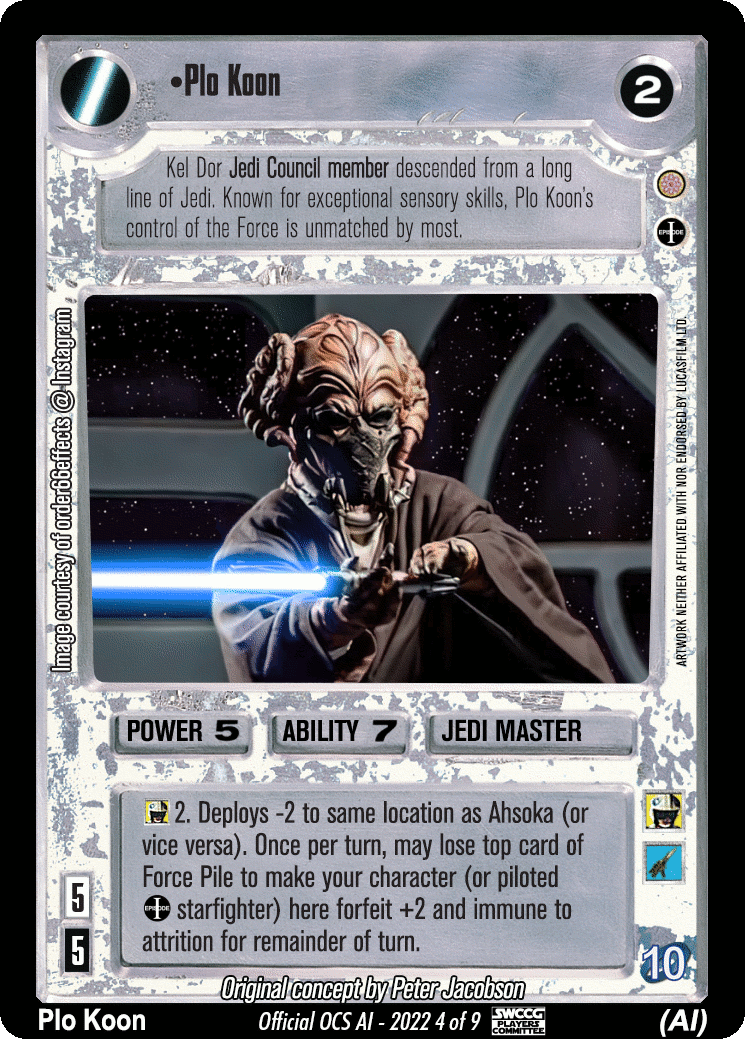 •Plo Koon
2
Kel Dor Jedi Council member descended from a long
line of Jedi. Known for exceptional sensory skills, Plo Koon's
control of the Force is unmatched by most.
EPISODE I
Image courtesy of order66effects @ Instagram
ARTWORK NEITHER AFFILIATED WITH NOR ENDORSED BY LUCASFILM LTD.
POWER 5
ABILITY 7
JEDI MASTER
2. Deploys -2 to same location as Ahsoka (or
vice versa). Once per turn, may lose top card of
Force Pile to make your character (or piloted
EPISODE I starfighter) here forfeit +2 and immune to
attrition for remainder of turn.
5
5
10
Original concept by Peter Jacobson
Plo Koon
Official OCS AI - 2022 4 of 9
SWCCG
PLAYERS
COMMITTEE
(AI)